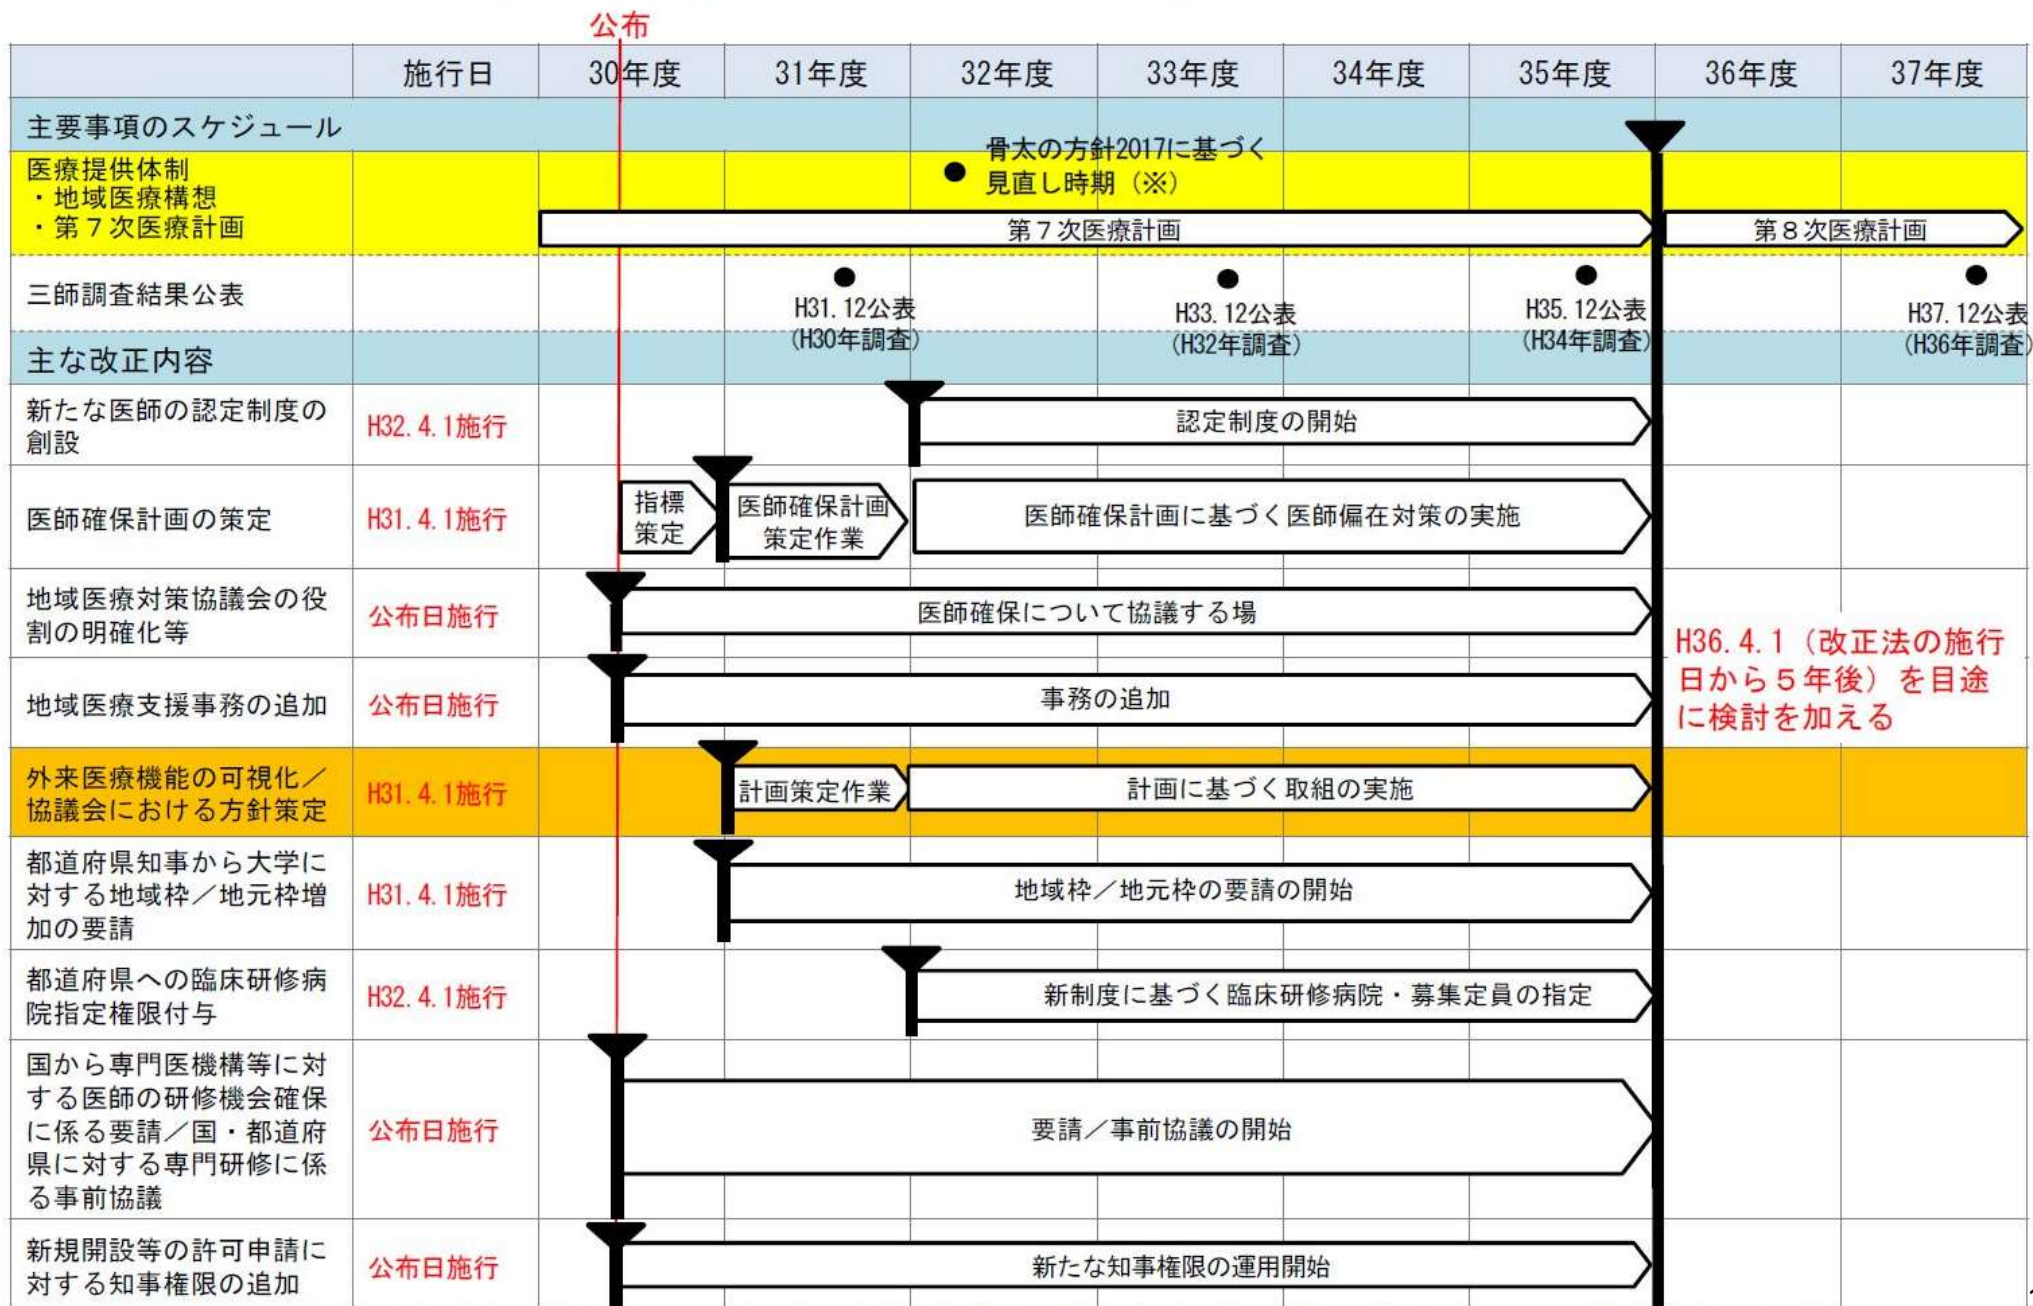 公布
施行日
30年度
31年度
32年度
33年度
34年度
35年度
36年度
37年度
主要事項のスケジュール
医療提供体制
・地域医療構想
・第７次医療計画
骨太の方針2017に基づく
見直し時期（※）
第７次医療計画
第８次医療計画
三師調査結果公表
H31.12公表
(H30年調査)
H33.12公表
(H32年調査)
H35.12公表
(H34年調査)
H37.12公表
(H36年調査)
主な改正内容
新たな医師の認定制度の
創設
H32.4.1施行
認定制度の開始
医師確保計画の策定
H31.4.1施行
指標
策定
医師確保計画
策定作業
医師確保計画に基づく医師偏在対策の実施
地域医療対策協議会の役
割の明確化等
公布日施行
医師確保について協議する場
H36.4.1（改正法の施行
日から５年後）を目途
に検討を加える
地域医療支援事務の追加
公布日施行
事務の追加
外来医療機能の可視化／
協議会における方針策定
H31.4.1施行
計画策定作業
計画に基づく取組の実施
都道府県知事から大学に
対する地域枠／地元枠増
加の要請
H31.4.1施行
地域枠／地元枠の要請の開始
都道府県への臨床研修病
院指定権限付与
H32.4.1施行
新制度に基づく臨床研修病院・募集定員の指定
国から専門医機構等に対
する医師の研修機会確保
に係る要請／国・都道府
県に対する専門研修に係
る事前協議
公布日施行
要請／事前協議の開始
新規開設等の許可申請に
対する知事権限の追加
公布日施行
新たな知事権限の運用開始